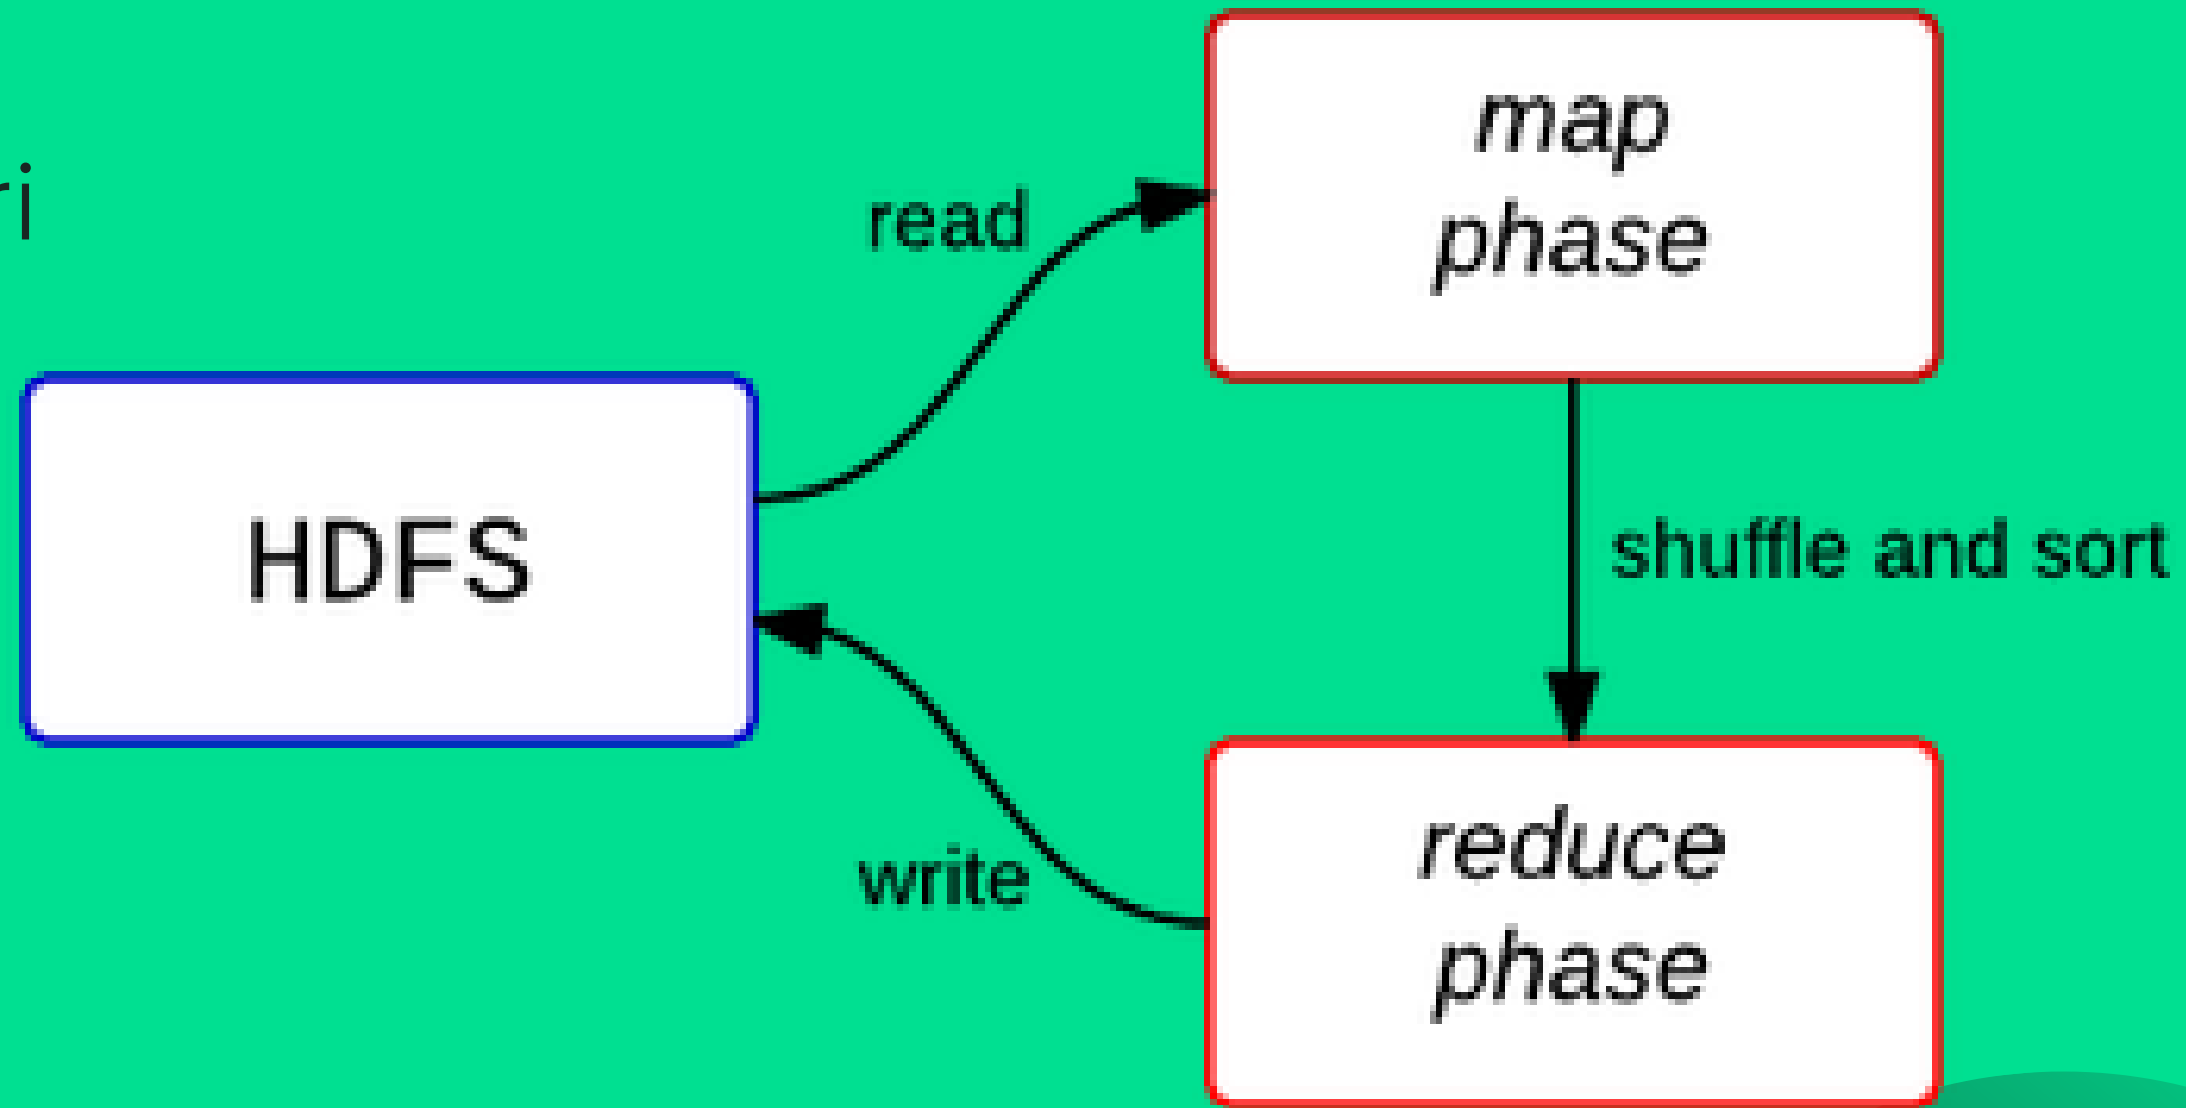 map
phase
read
HDFS
shuffle and sort
write
reduce
phase